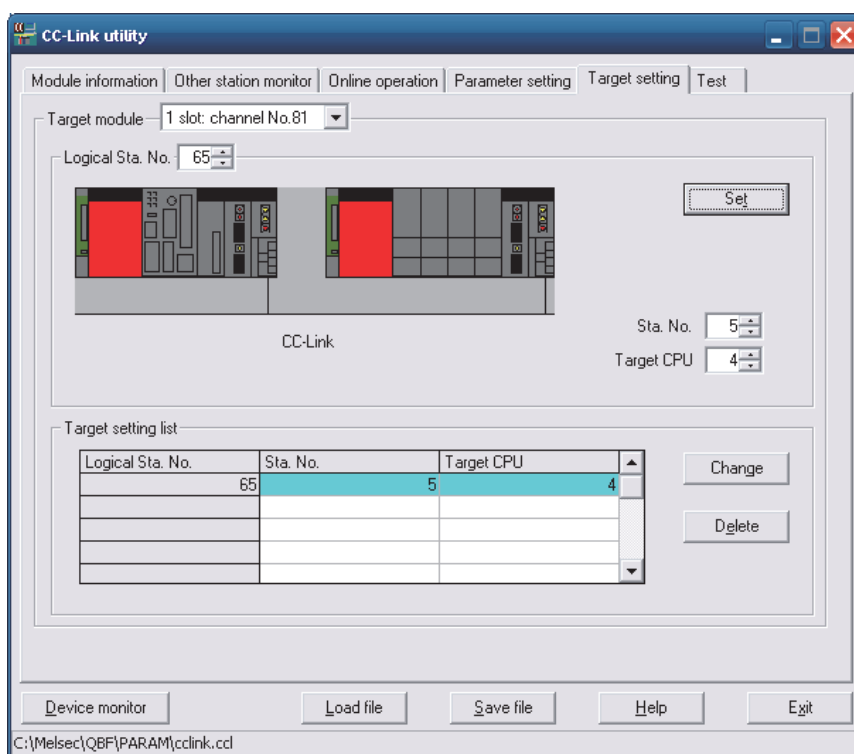 CC-Link utility
Module information Other station monitor Online operation Parameter setting Target setting Test
Target module 1 slot: channel No.81
Logical Sta. No. 65
Set
Sta. No. 5
CC-Link
Target CPU 4
Target setting list
Logical Sta. No. Sta. No. Target CPU
65 5 4
Change
Delete
Device monitor Load file Save file Help Exit
C:\Melsec\QBF\PARAM\cclink.ccl